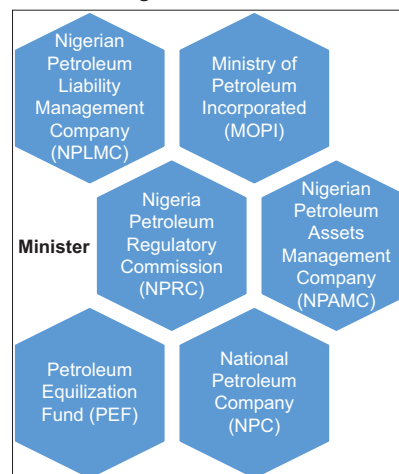 Nigerian
Petroleum
Liability
Management
Company
(NPLMC)
Ministry of
Petroleum
Incorporated
(MOPI)
Minister
Nigeria
Petroleum
Regulatory
Commission
(NPRC)
Nigerian
Petroleum
Assets
Management
Company
(NPAMC)
Petroleum
Equilization
Fund (PEF)
National
Petroleum
Company
(NPC)